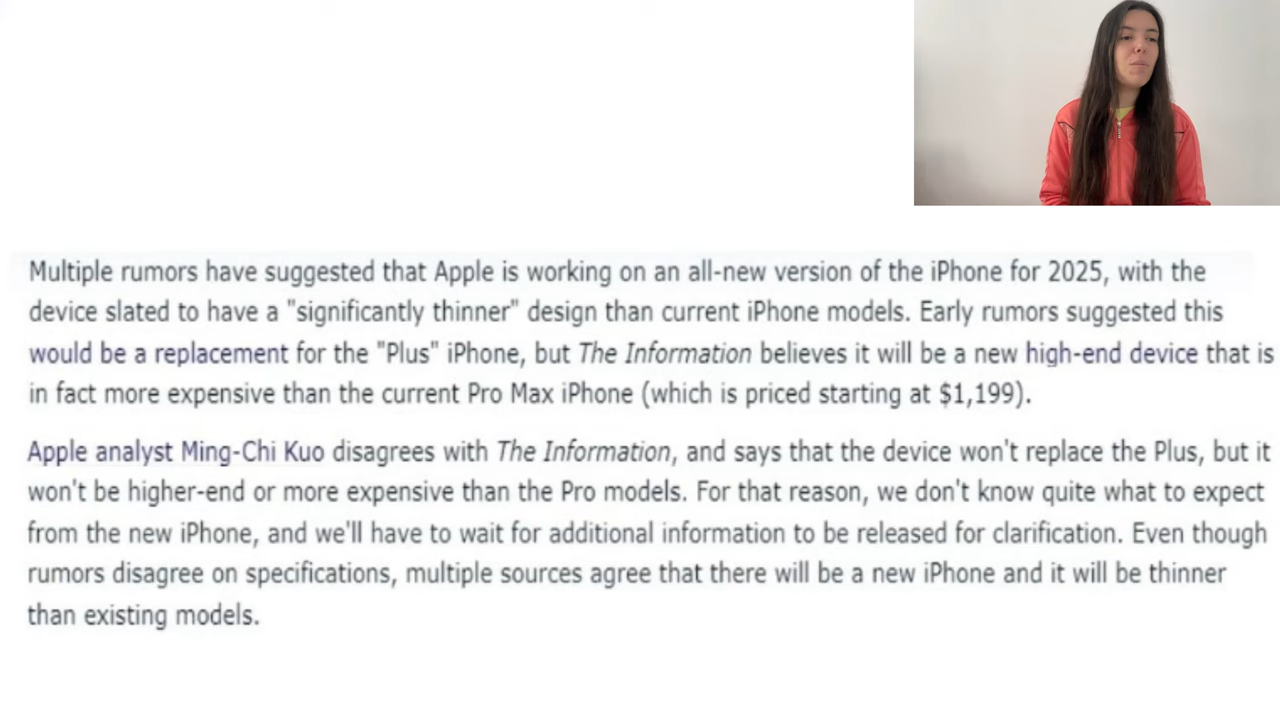 Multiple rumors have suggested that Apple is working on an all-new version of the iPhone for 2025, with the
device slated to have a "significantly thinner" design than current iPhone models. Early rumors suggested this
would be a replacement for the "Plus" iPhone, but The Information believes it will be a new high-end device that is
in fact more expensive than the current Pro Max iPhone (which is priced starting at $1,199).
Apple analyst Ming-Chi Kuo disagrees with The Information, and says that the device won't replace the Plus, but it
won't be higher-end or more expensive than the Pro models. For that reason, we don't know quite what to expect
from the new iPhone, and we'll have to wait for additional information to be released for clarification. Even though
rumors disagree on specifications, multiple sources agree that there will be a new iPhone and it will be thinner
than existing models.